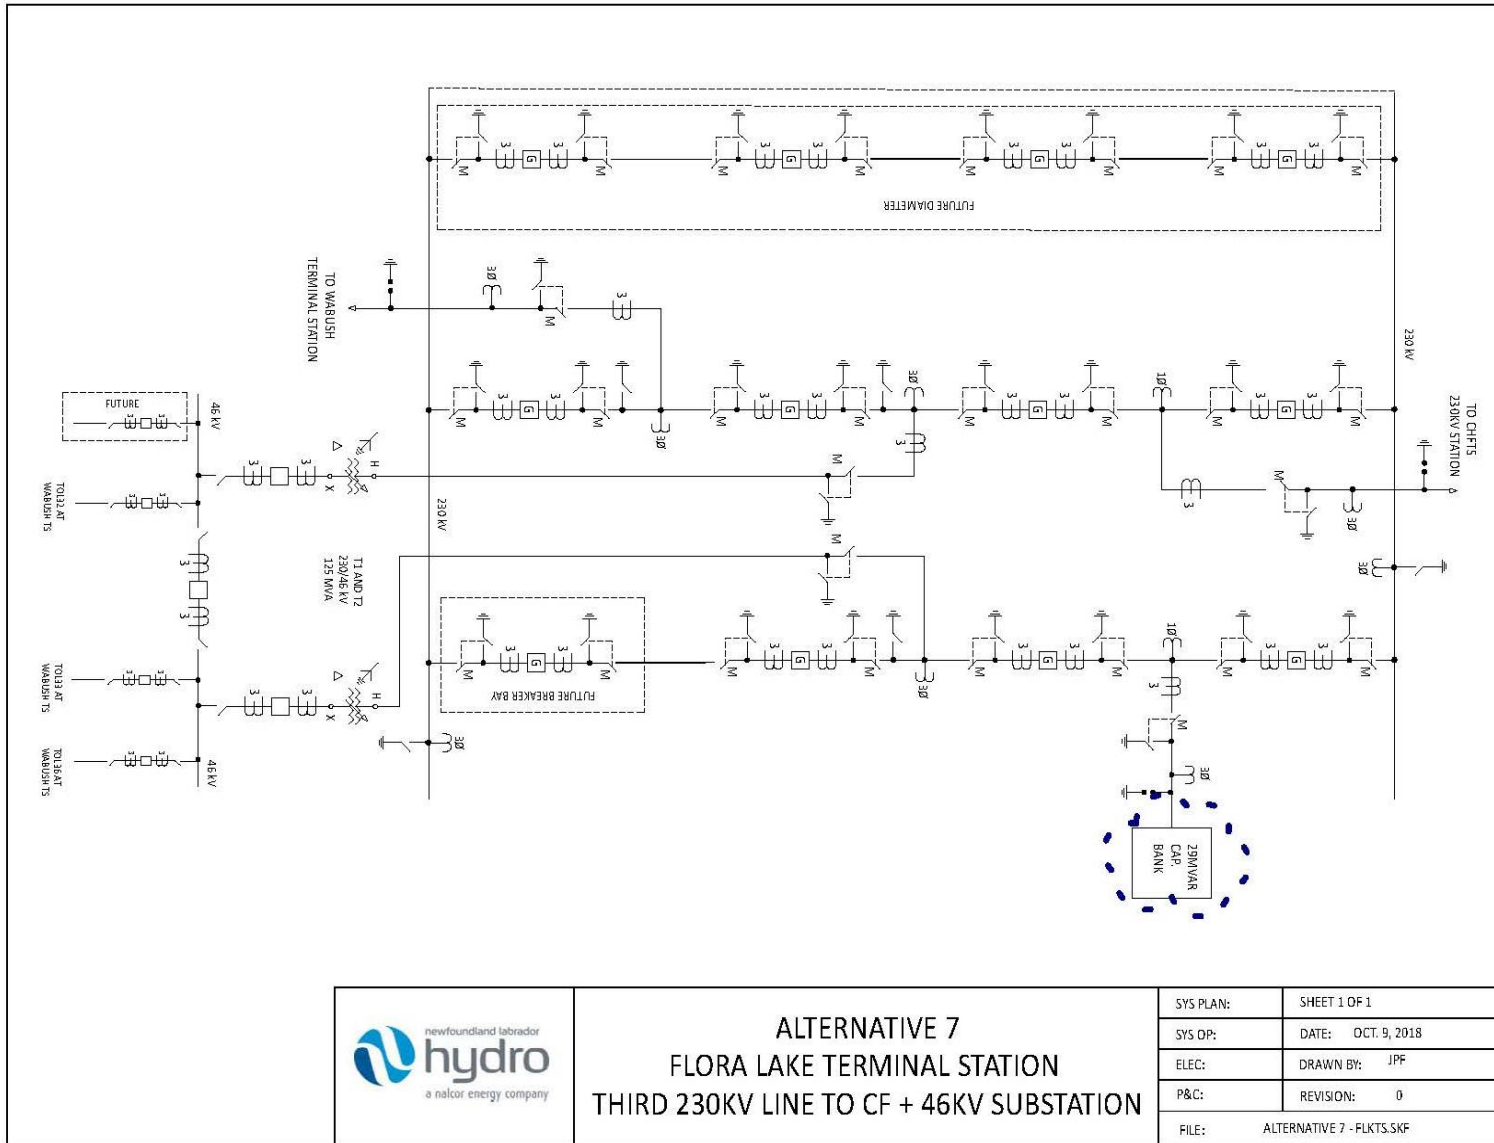 FUTURE DIAMETER
TO WABUSH
TERMINAL STATION
230 kV
TO CHFTS
230KV STATION
FUTURE
46 kV
TOL32 AT
WABUSH TS
230 kV
T1 AND T2
230/46 kV
125 MVA
FUTURE BREAKER BAY
TOL33 AT
WABUSH TS
TOL36 AT
WABUSH TS
46 kV
29MVAR
CAP.
BANK
newfoundland labrador
hydro
a nalcor energy company
ALTERNATIVE 7
FLORA LAKE TERMINAL STATION
THIRD 230KV LINE TO CF + 46KV SUBSTATION
SYS PLAN:
SHEET 1 OF 1
SYS OP:
DATE: OCT. 9, 2018
ELEC:
DRAWN BY: JPF
P&C:
REVISION: 0
FILE: ALTERNATIVE 7 - FLKTS.SKF